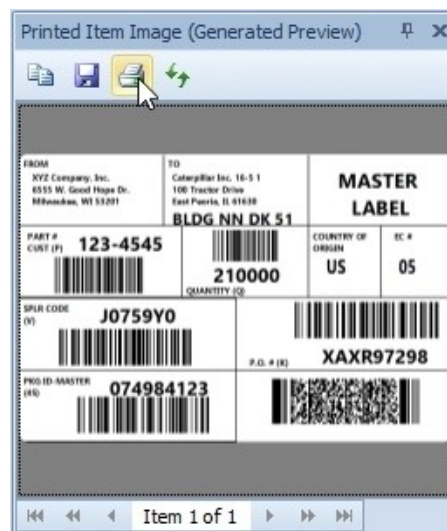 Printed Item Image (Generated Preview)
FROM
XYZ Company, Inc.
6555 W. Good Hope Dr.
Milwaukee, WI 53201
TO
Caterpillar Inc. 16-5 1
100 Tractor Drive
East Peoria, IL 61630
BLDG NN DK 51
MASTER
LABEL
PART #
CUST (P)
123-4545
210000
QUANTITY (Q)
COUNTRY OF
ORIGIN
US
EC #
05
SPLR CODE
(V)
J0759Y0
P.O. # (K)
XAXR97298
PKG ID-MASTER
(4S)
074984123
Item 1 of 1